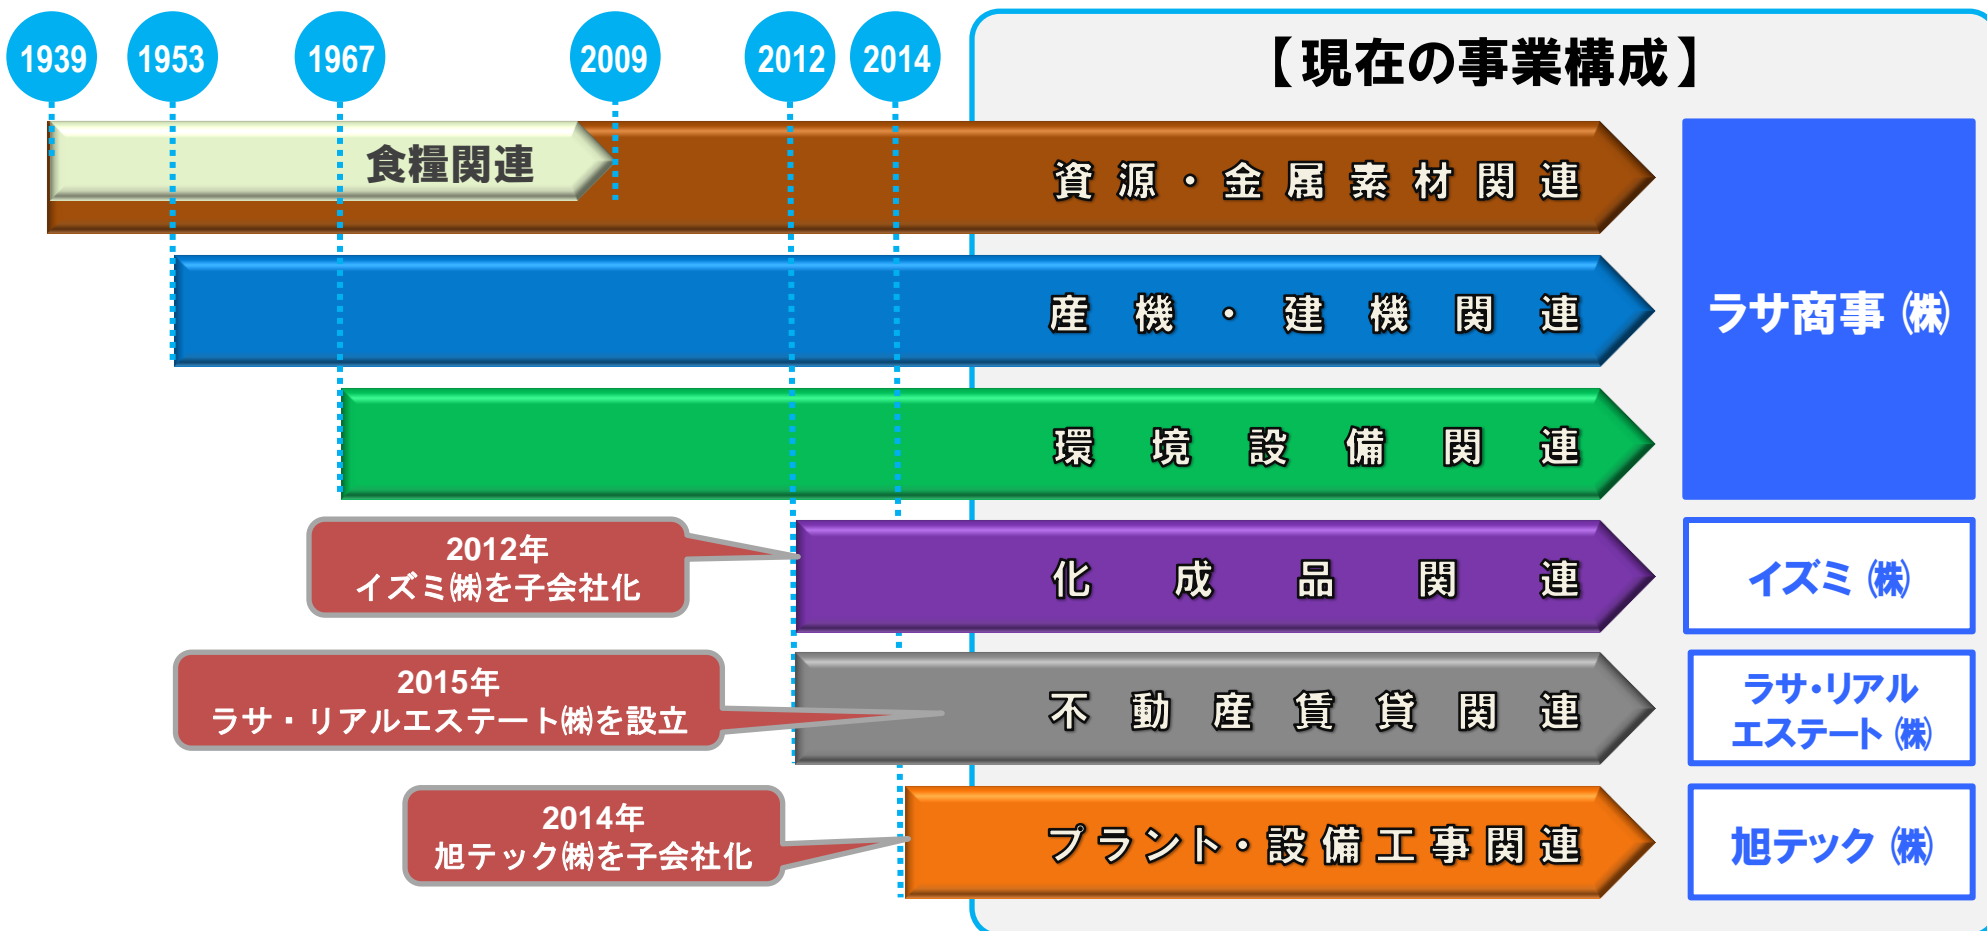 1939
1953
1967
2009
2012
2014
【現在の事業構成】
食糧関連
資源・金属素材関連
産機・建機関連
環境設備関連
ラサ商事㈱
2012年
イズミ㈱を子会社化
化成品関連
イズミ㈱
2015年
ラサ・リアルエステート㈱を設立
不動産賃貸関連
ラサ・リアル
エステート㈱
2014年
旭テック㈱を子会社化
プラント・設備工事関連
旭テック㈱